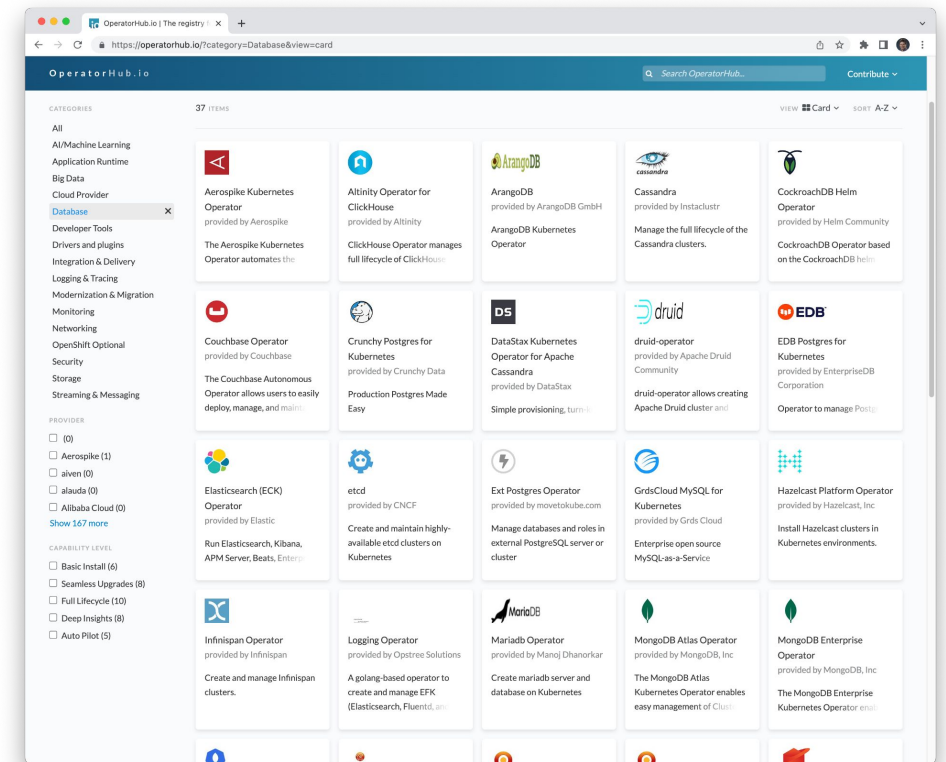 OperatorHub.io | The registry f
https://operatorhub.io/?category=Database&view=card
OperatorHub.io
Search OperatorHub...
Contribute
CATEGORIES
All
AI/Machine Learning
Application Runtime
Big Data
Cloud Provider
Database
Developer Tools
Drivers and plugins
Integration & Delivery
Logging & Tracing
Modernization & Migration
Monitoring
Networking
OpenShift Optional
Security
Storage
Streaming & Messaging
PROVIDER
(0)
Aerospike (1)
aiven (0)
alauda (0)
Alibaba Cloud (0)
Show 167 more
CAPABILITY LEVEL
Basic Install (6)
Seamless Upgrades (8)
Full Lifecycle (10)
Deep Insights (8)
Auto Pilot (5)
37 ITEMS
VIEW Card SORT A-Z
Aerospike Kubernetes
Operator
provided by Aerospike
The Aerospike Kubernetes
Operator automates the
Altinity Operator for
ClickHouse
provided by Altinity
ClickHouse Operator manages
full lifecycle of ClickHouse
ArangoDB
ArangoDB
provided by ArangoDB GmbH
ArangoDB Kubernetes
Operator
cassandra
Cassandra
provided by Instaclustr
Manage the full lifecycle of the
Cassandra clusters.
CockroachDB Helm
Operator
provided by Helm Community
CockroachDB Operator based
on the CockroachDB helm
Couchbase Operator
provided by Couchbase
The Couchbase Autonomous
Operator allows users to easily
deploy, manage, and maint
Crunchy Postgres for
Kubernetes
provided by Crunchy Data
Production Postgres Made
Easy
DS
DataStax Kubernetes
Operator for Apache
Cassandra
provided by DataStax
Simple provisioning, turn-
druid
druid-operator
provided by Apache Druid
Community
druid-operator allows creating
Apache Druid cluster and
EDB
EDB Postgres for
Kubernetes
provided by EnterpriseDB
Corporation
Operator to manage Postg
Elasticsearch (ECK)
Operator
provided by Elastic
Run Elasticsearch, Kibana,
APM Server, Beats, Enterp
etcd
provided by CNCF
Create and maintain highly-
available etcd clusters on
Kubernetes
Ext Postgres Operator
provided by movetokube.com
Manage databases and roles in
external PostgreSQL server or
cluster
GrdsCloud MySQL for
Kubernetes
provided by Grds Cloud
Enterprise open source
MySQL-as-a-Service
Hazelcast Platform Operator
provided by Hazelcast, Inc
Install Hazelcast clusters in
Kubernetes environments.
Infinispan Operator
provided by Infinispan
Create and manage Infinispan
clusters.
Logging Operator
provided by Opstree Solutions
A golang-based operator to
create and manage EFK
(Elasticsearch, Fluentd, an
MariaDB
Mariadb Operator
provided by Manoj Dhanorkar
Create mariadb server and
database on Kubernetes
MongoDB Atlas Operator
provided by MongoDB, Inc
The MongoDB Atlas
Kubernetes Operator enables
easy management of Clust
MongoDB Enterprise
Operator
provided by MongoDB, Inc
The MongoDB Enterprise
Kubernetes Operator enab